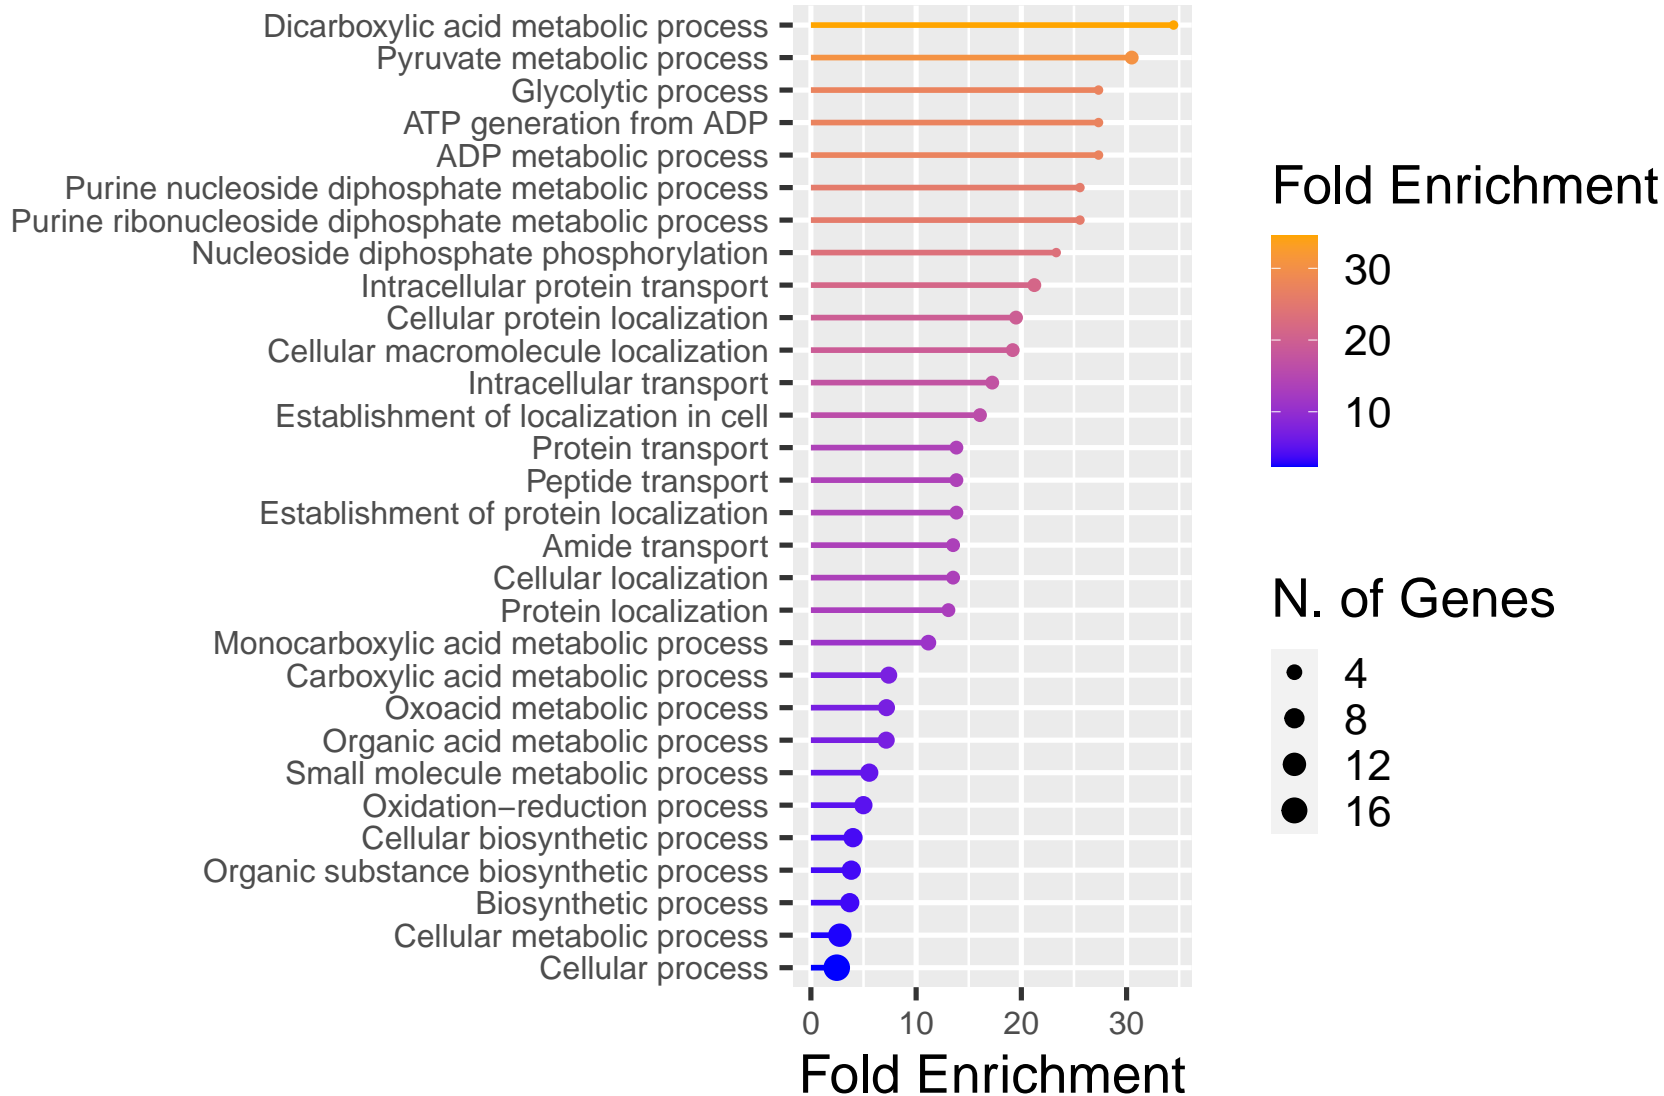 Dicarboxylic acid metabolic process
Pyruvate metabolic process
Glycolytic process
ATP generation from ADP
ADP metabolic process
Purine nucleoside diphosphate metabolic process
Purine ribonucleoside diphosphate metabolic process
Nucleoside diphosphate phosphorylation
Intracellular protein transport
Cellular protein localization
Cellular macromolecule localization
Intracellular transport
Establishment of localization in cell
Protein transport
Peptide transport
Establishment of protein localization
Amide transport
Cellular localization
Protein localization
Monocarboxylic acid metabolic process
Carboxylic acid metabolic process
Oxoacid metabolic process
Organic acid metabolic process
Small molecule metabolic process
Oxidation−reduction process
Cellular biosynthetic process
Organic substance biosynthetic process
Biosynthetic process
Cellular metabolic process
Cellular process
0 10 20 30
Fold Enrichment
Fold Enrichment
30
20
10
N. of Genes
4
8
12
16